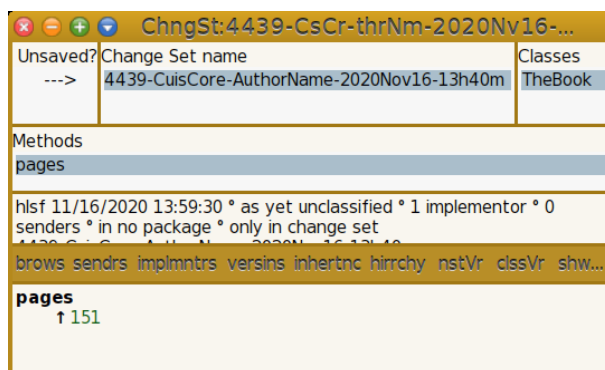 ChngSt:4439-CsCr-thrNm-2020Nv16-...
Unsaved? Change Set name Classes
---> 4439-CuisCore-AuthorName-2020Nov16-13h40m TheBook
Methods
pages
hlsf 11/16/2020 13:59:30 ° as yet unclassified ° 1 implementor ° 0
senders ° in no package ° only in change set
brows sendrs implmntrs versins inhertnc hirrchy nstVr clssVr shw...
pages
↑ 151